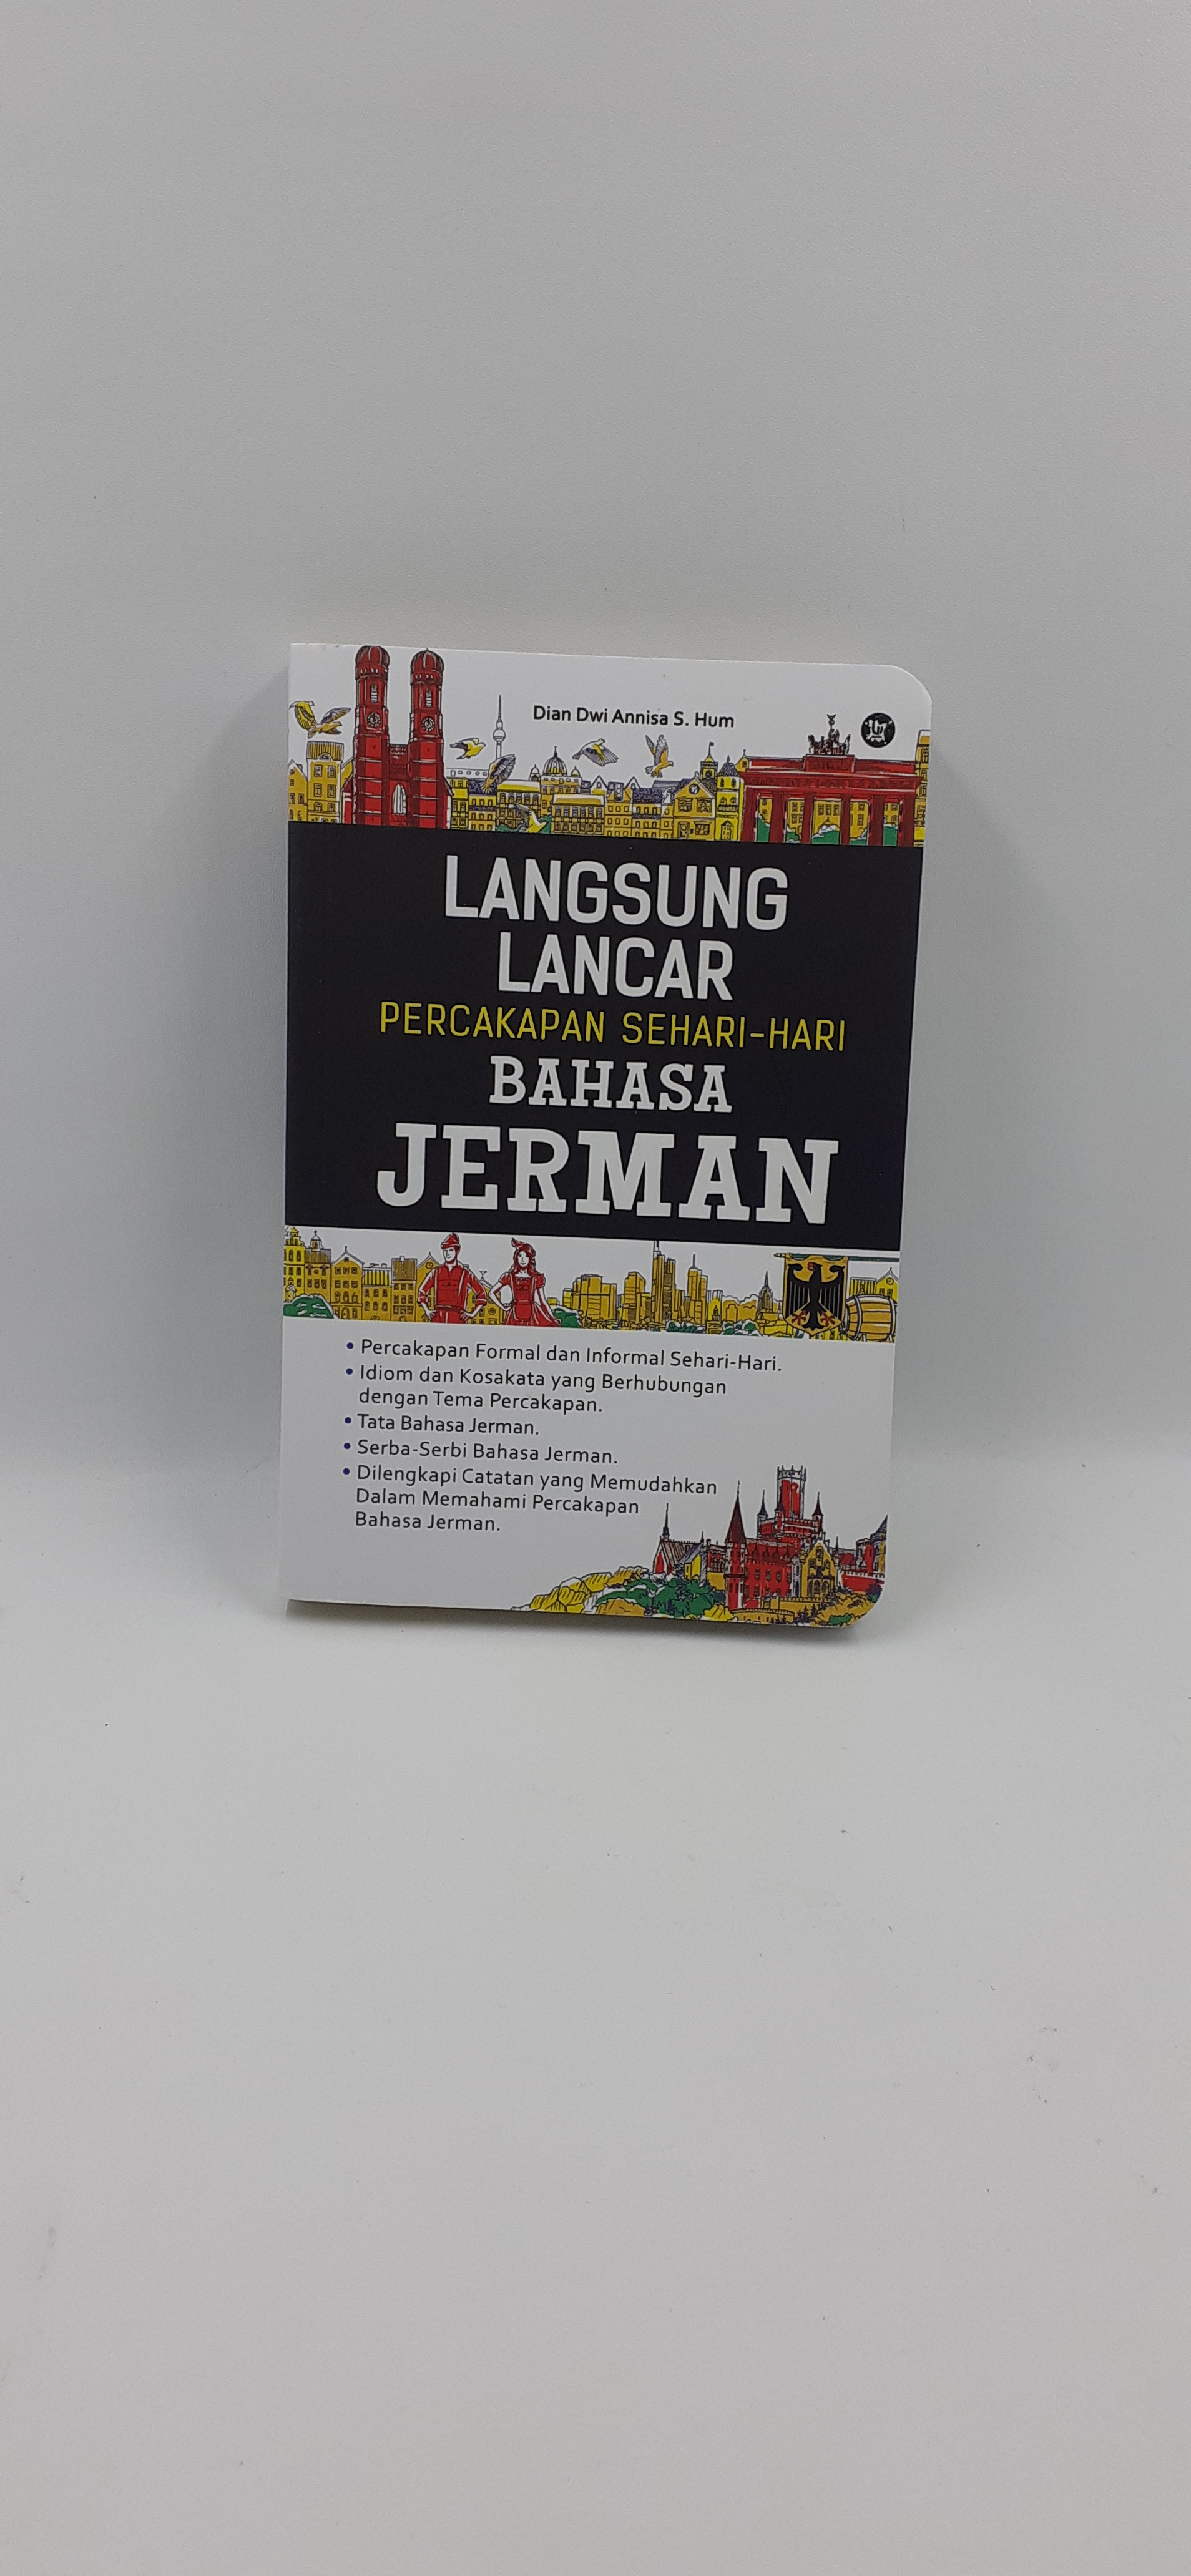 Dian Dwi Annisa S. Hum
LANGSUNG
LANCAR
PERCAKAPAN SEHARI-HARI
BAHASA
JERMAN
• Percakapan Formal dan Informal Sehari-Hari.
• Idiom dan Kosakata yang Berhubungan
dengan Tema Percakapan.
• Tata Bahasa Jerman.
• Serba-Serbi Bahasa Jerman.
• Dilengkapi Catatan yang Memudahkan
Dalam Memahami Percakapan
Bahasa Jerman.